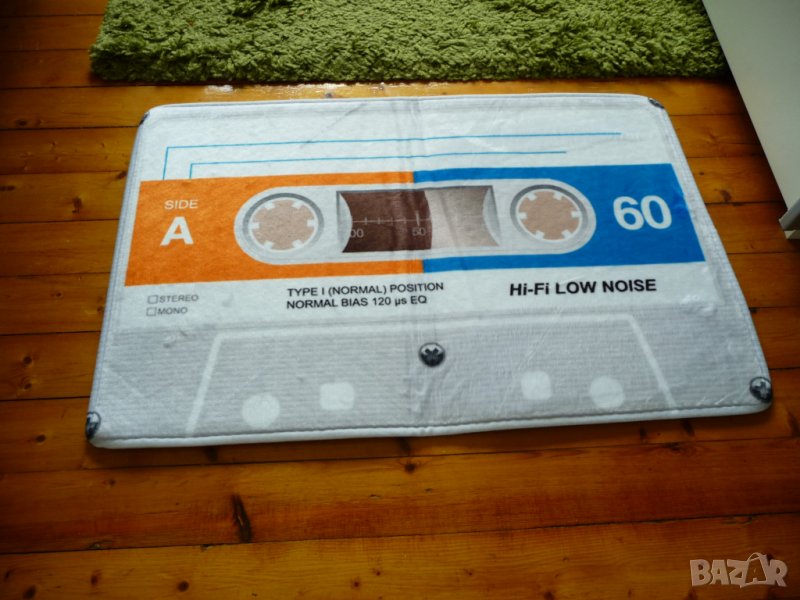 SIDE
A
00 50
60
STEREO
MONO
TYPE I (NORMAL) POSITION
NORMAL BIAS 120 µs EQ
Hi-Fi LOW NOISE
BAZAR